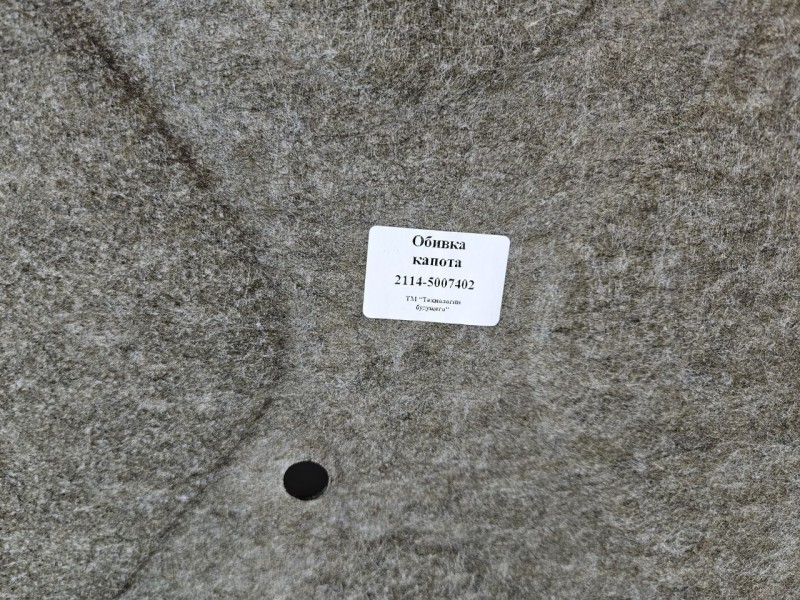 Обивка
капота
2114-5007402
ТМ "Технологии
будущего"